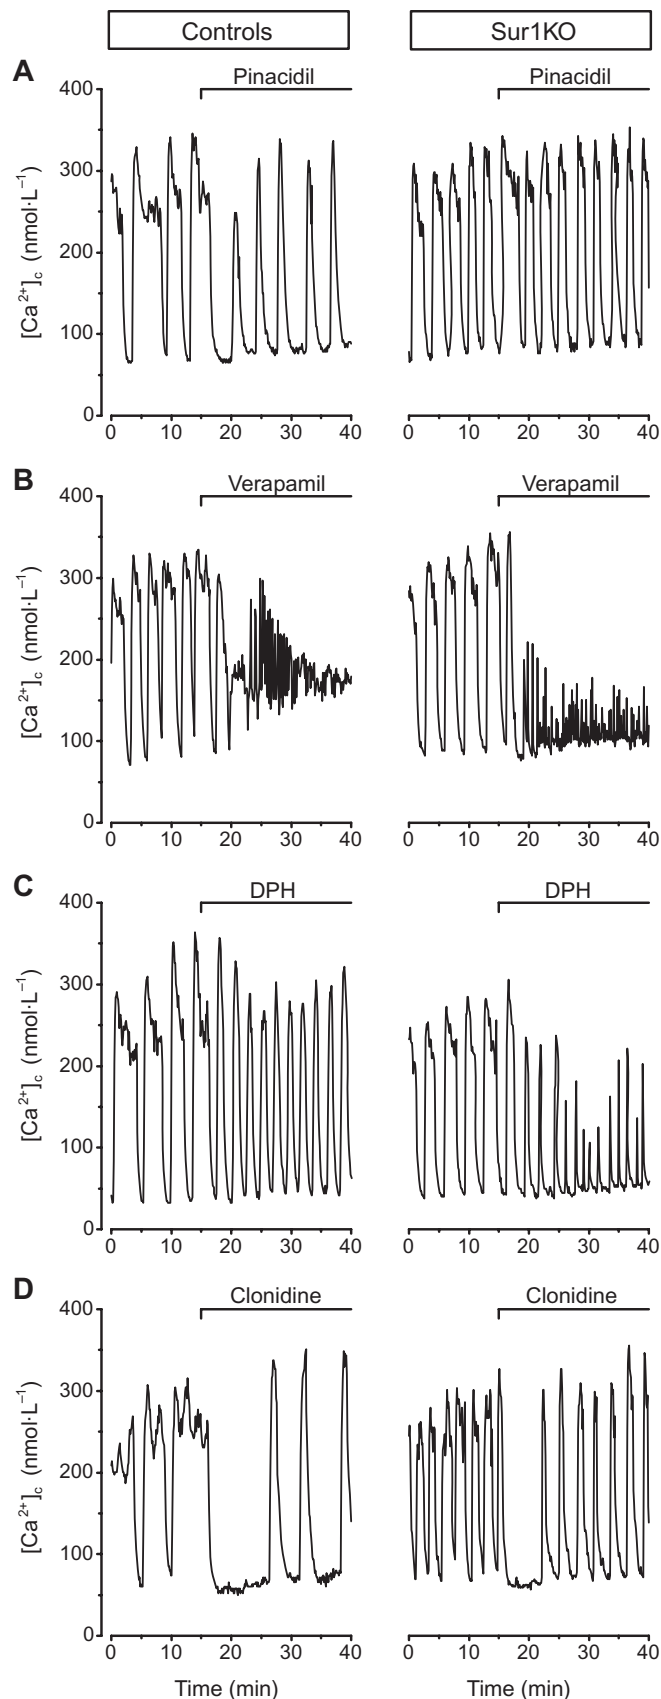 Controls Sur1KO
A
Pinacidil Pinacidil
400
300
200
100
0
[Ca²⁺]c (nmol·L⁻¹)
0 10 20 30 40 0 10 20 30 40
B
Verapamil Verapamil
400
300
200
100
0
[Ca²⁺]c (nmol·L⁻¹)
0 10 20 30 40 0 10 20 30 40
C
DPH DPH
400
300
200
100
0
[Ca²⁺]c (nmol·L⁻¹)
0 10 20 30 40 0 10 20 30 40
D
Clonidine Clonidine
400
300
200
100
0
[Ca²⁺]c (nmol·L⁻¹)
0 10 20 30 40 0 10 20 30 40
Time (min) Time (min)